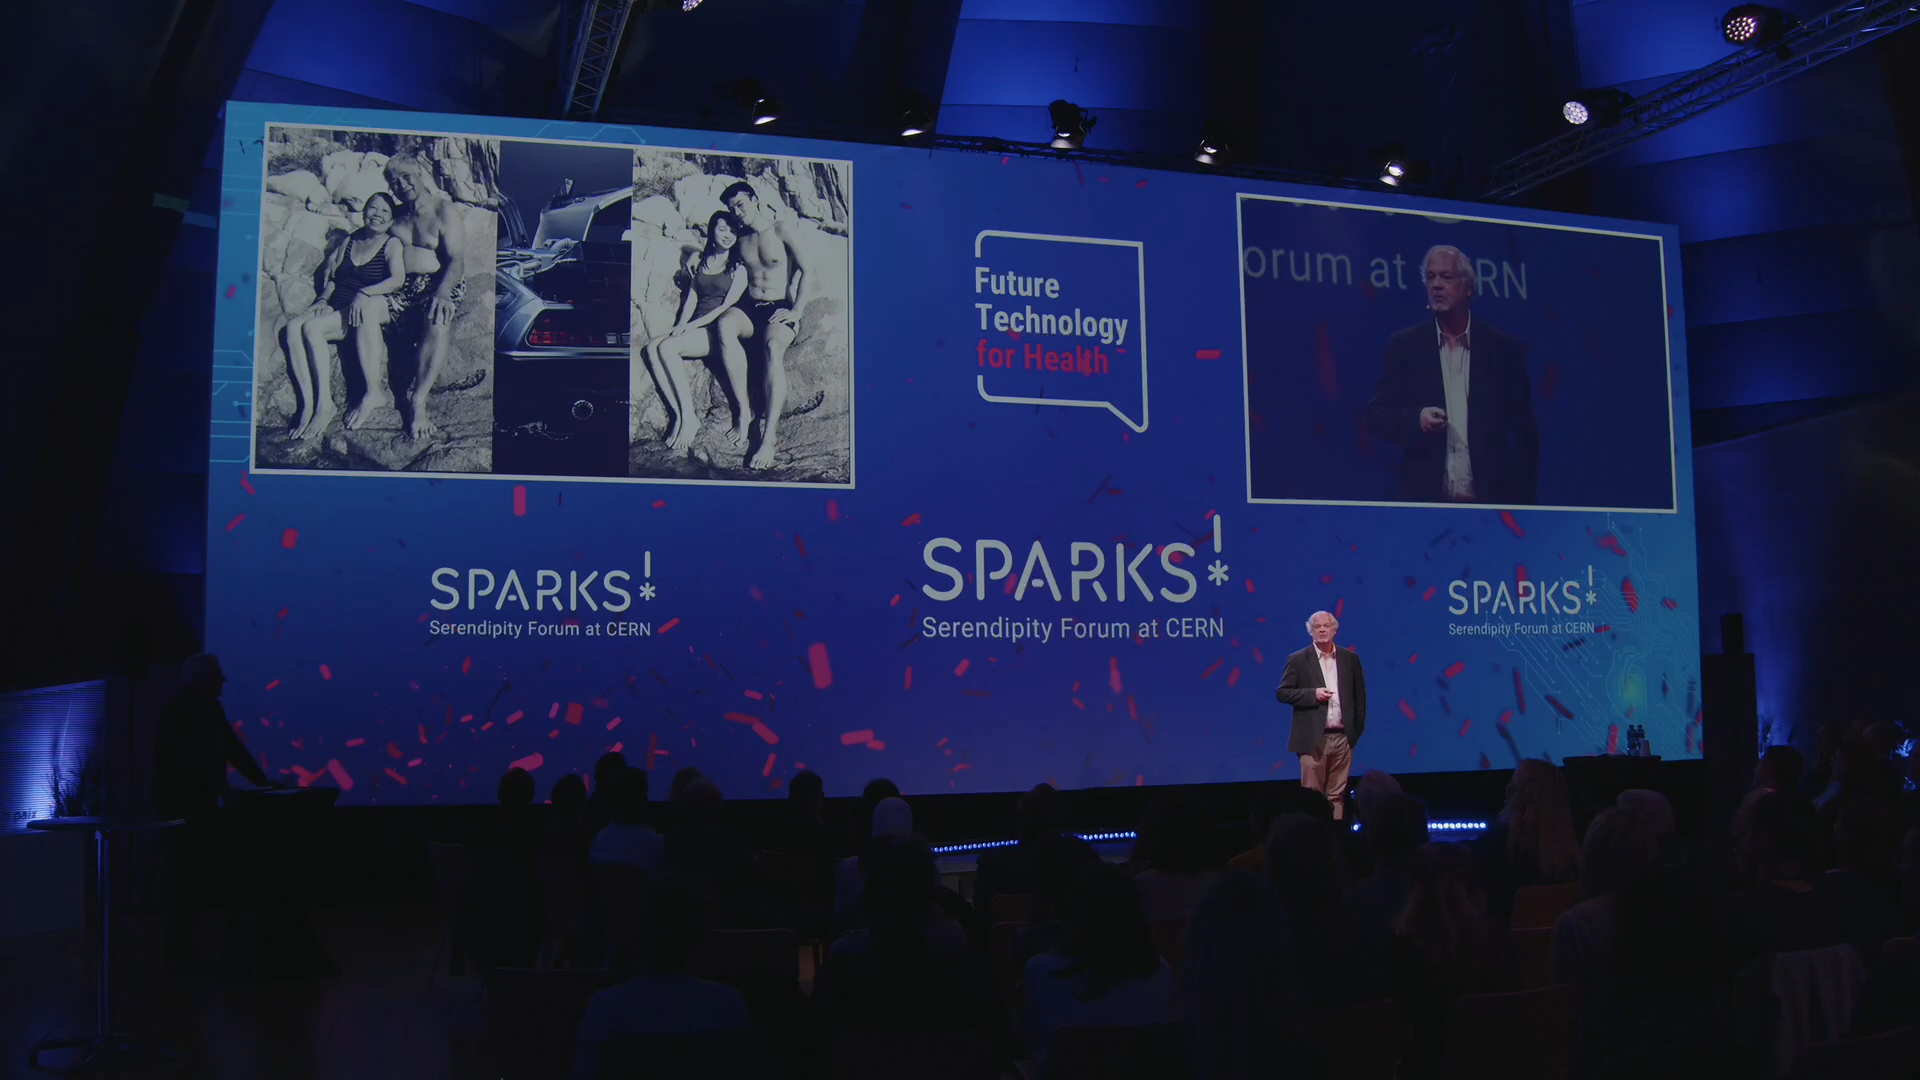 Future
Technology
for Health
orum at CERN
SPARKS!
Serendipity Forum at CERN
SPARKS!
Serendipity Forum at CERN
SPARKS!
Serendipity Forum at CERN